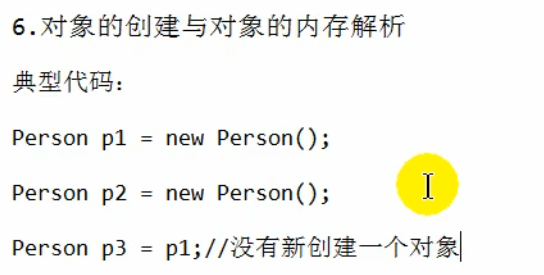 6.对象的创建与对象的内存解析
典型代码：
Person p1 = new Person();
Person p2 = new Person();
Person p3 = p1;//没有新创建一个对象